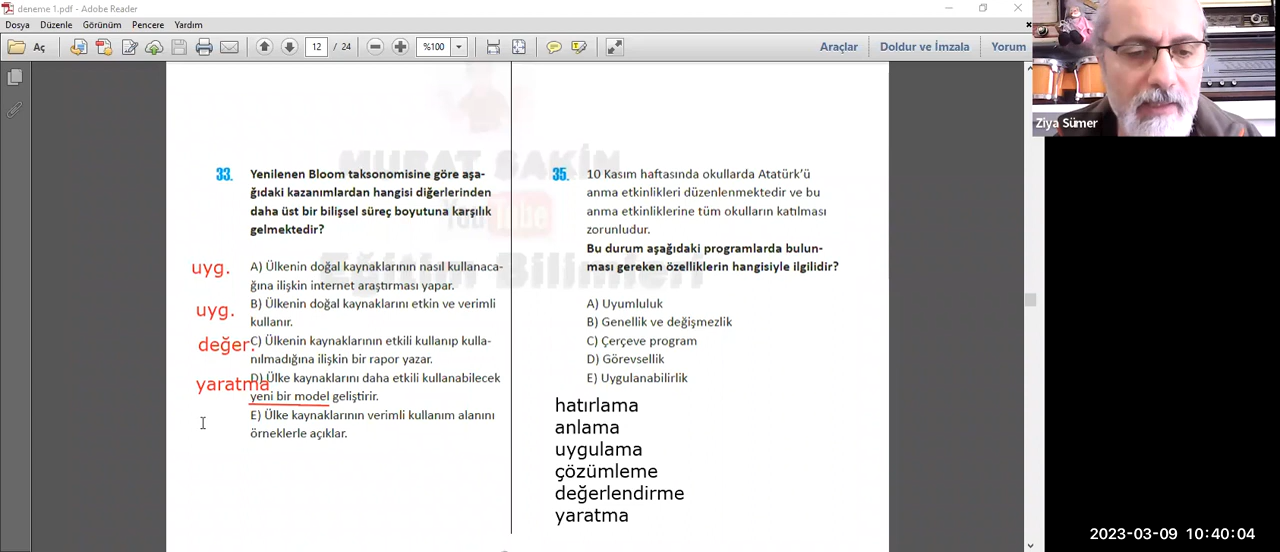 deneme 1.pdf - Adobe Reader
Dosya Düzenle Görünüm Pencere Yardım
Aç
12 / 24
%100
Araçlar
Doldur ve İmzala
Yorum
Ziya Sümer
MURAT SAKİN
YouTube
Eğitim Bilimleri
33. Yenilenen Bloom taksonomisine göre aşa-
ğıdaki kazanımlardan hangisi diğerlerinden
daha üst bir bilişsel süreç boyutuna karşılık
gelmektedir?
uyg.
A) Ülkenin doğal kaynaklarının nasıl kullanaca-
ğına ilişkin internet araştırması yapar.
uyg.
B) Ülkenin doğal kaynaklarını etkin ve verimli
kullanır.
değer.
C) Ülkenin kaynaklarının etkili kullanıp kulla-
nılmadığına ilişkin bir rapor yazar.
yaratma
D) Ülke kaynaklarını daha etkili kullanabilecek
yeni bir model geliştirir.
E) Ülke kaynaklarının verimli kullanım alanını
örneklerle açıklar.
35. 10 Kasım haftasında okullarda Atatürk’ü
anma etkinlikleri düzenlenmektedir ve bu
anma etkinliklerine tüm okulların katılması
zorunludur.
Bu durum aşağıdaki programlarda bulun-
ması gereken özelliklerin hangisiyle ilgilidir?
A) Uyumluluk
B) Genellik ve değişmezlik
C) Çerçeve program
D) Görevsellik
E) Uygulanabilirlik
hatırlama
anlama
uygulama
çözümleme
değerlendirme
yaratma
2023-03-09 10:40:04